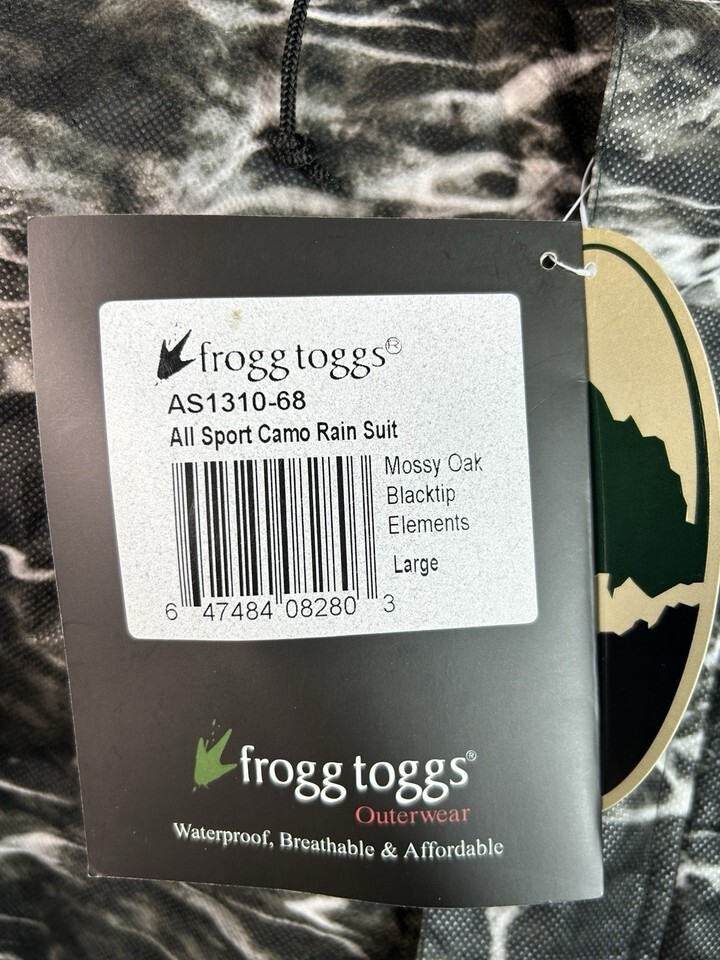 frogg toggs®
AS1310-68
All Sport Camo Rain Suit
Mossy Oak
Blacktip
Elements
Large
6 47484 08280 3
frogg toggs®
Outerwear
Waterproof, Breathable & Affordable